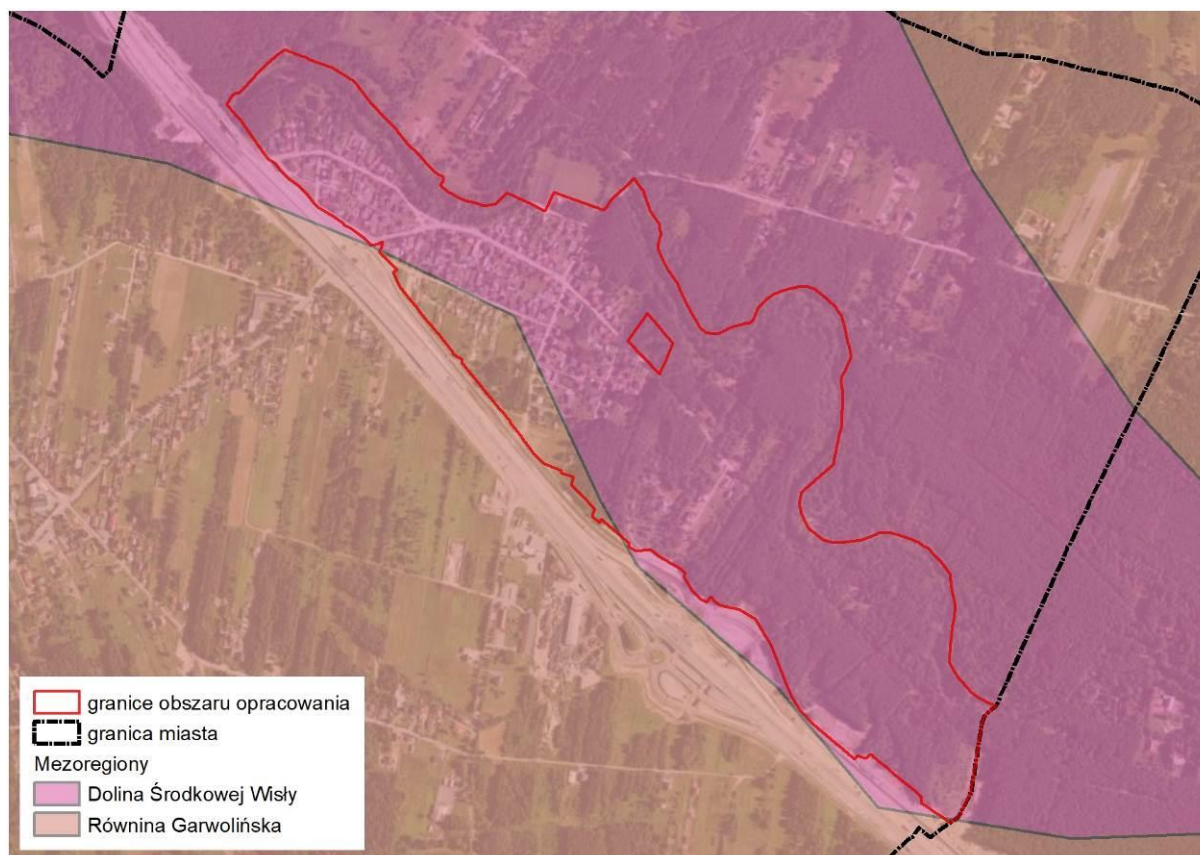 granice obszaru opracowania
granica miasta
Mezoregiony
Dolina Środkowej Wisły
Równina Garwolińska